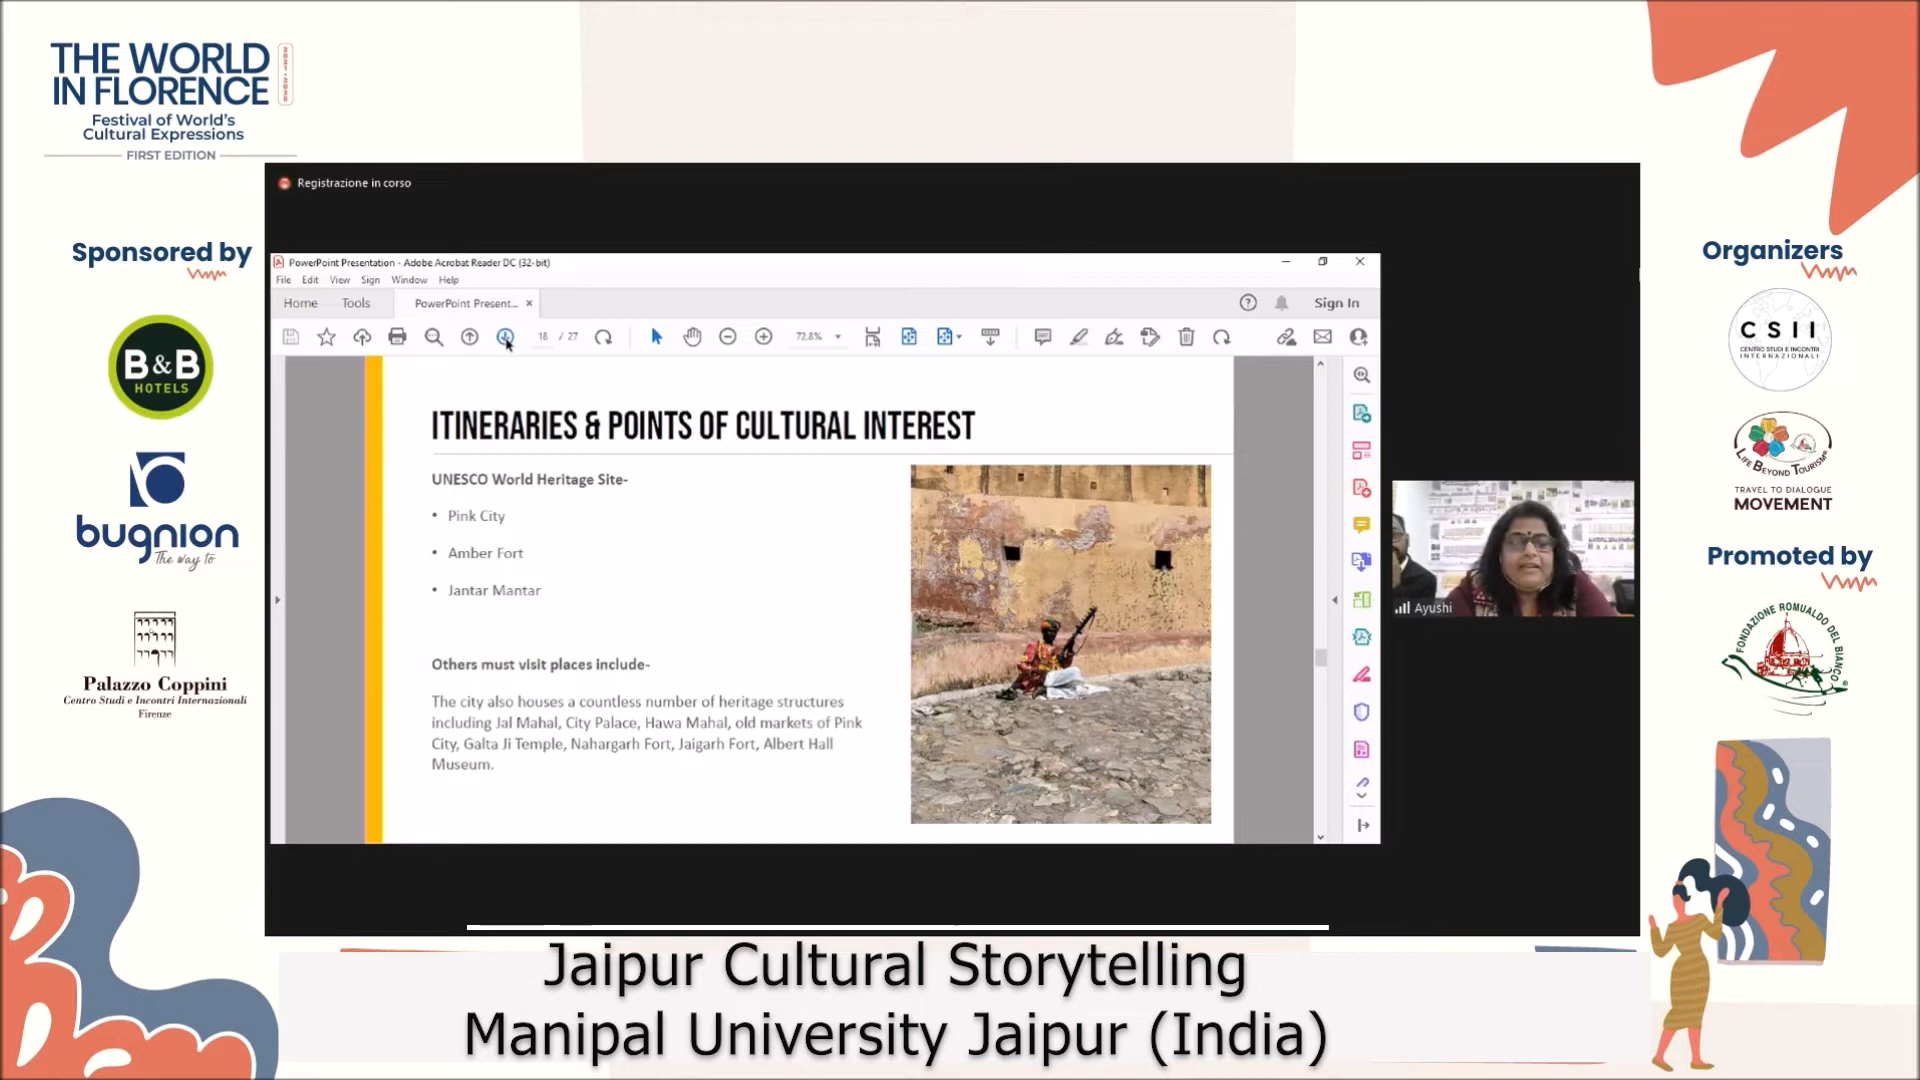 THE WORLD
IN FLORENCE
2021-2025
Festival of World's
Cultural Expressions
FIRST EDITION
Sponsored by
B&B
HOTELS
bugnion
The way to
Palazzo Coppini
Centro Studi e Incontri Internazionali
Firenze
Registrazione in corso
PowerPoint Presentation - Adobe Acrobat Reader DC (32-bit)
File Edit View Sign Window Help
Home Tools PowerPoint Present... × Sign In
18 / 27 72.8%
ITINERARIES & POINTS OF CULTURAL INTEREST
UNESCO World Heritage Site-
• Pink City
• Amber Fort
• Jantar Mantar
Others must visit places include-
The city also houses a countless number of heritage structures
including Jal Mahal, City Palace, Hawa Mahal, old markets of Pink
City, Galta Ji Temple, Nahargarh Fort, Jaigarh Fort, Albert Hall
Museum.
Ayushi
Organizers
CSII
CENTRO STUDI E INCONTRI
INTERNAZIONALI
LIFE BEYOND TOURISM®
TRAVEL TO DIALOGUE
MOVEMENT
Promoted by
FONDAZIONE ROMUALDO DEL BIANCO®
Jaipur Cultural Storytelling
Manipal University Jaipur (India)